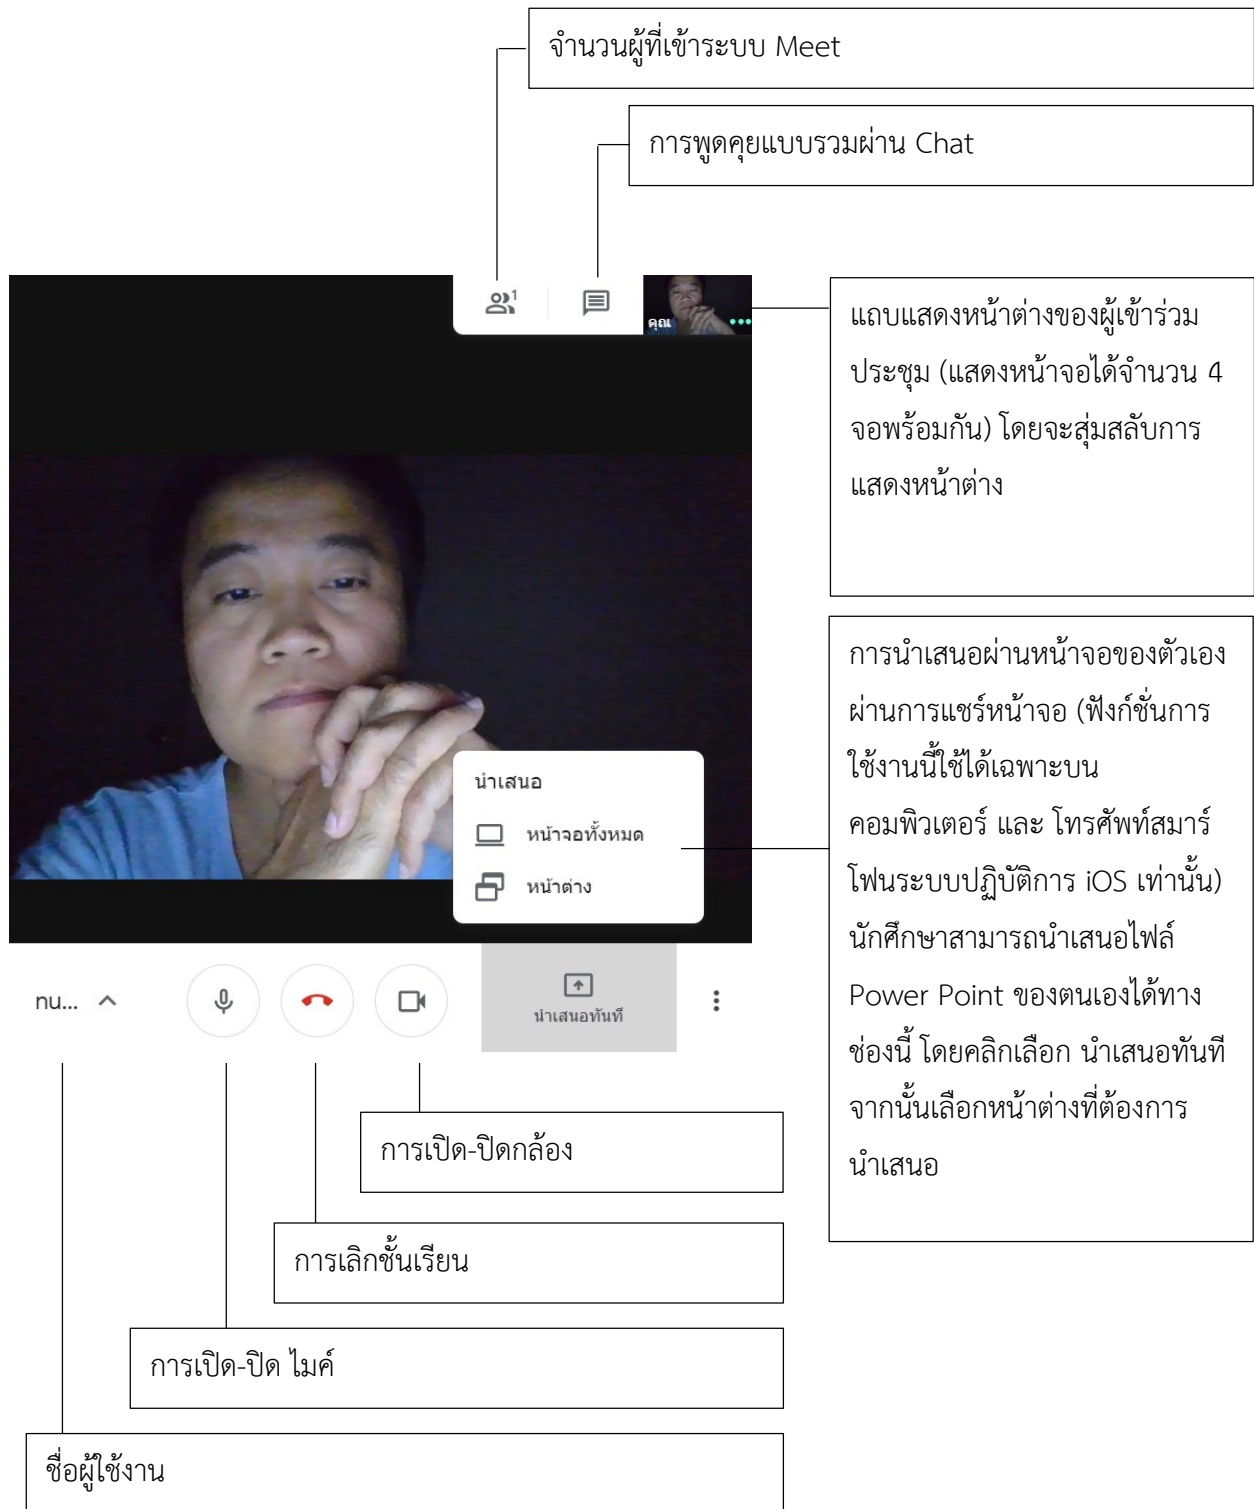 จำนวนผู้ที่เข้าระบบ Meet
การพูดคุยแบบรวมผ่าน Chat
1
คุณ
แถบแสดงหน้าต่างของผู้เข้าร่วม
ประชุม (แสดงหน้าจอได้จำนวน 4
จอพร้อมกัน) โดยจะสุ่มสลับการ
แสดงหน้าต่าง
การนำเสนอผ่านหน้าจอของตัวเอง
ผ่านการแชร์หน้าจอ (ฟังก์ชั่นการ
ใช้งานนี้ใช้ได้เฉพาะบน
คอมพิวเตอร์ และ โทรศัพท์สมาร์
โฟนระบบปฏิบัติการ iOS เท่านั้น)
นักศึกษาสามารถนำเสนอไฟล์
Power Point ของตนเองได้ทาง
ช่องนี้ โดยคลิกเลือก นำเสนอทันที
จากนั้นเลือกหน้าต่างที่ต้องการ
นำเสนอ
นำเสนอ
หน้าจอทั้งหมด
หน้าต่าง
nu...
นำเสนอทันที
การเปิด-ปิดกล้อง
การเลิกชั้นเรียน
การเปิด-ปิด ไมค์
ชื่อผู้ใช้งาน